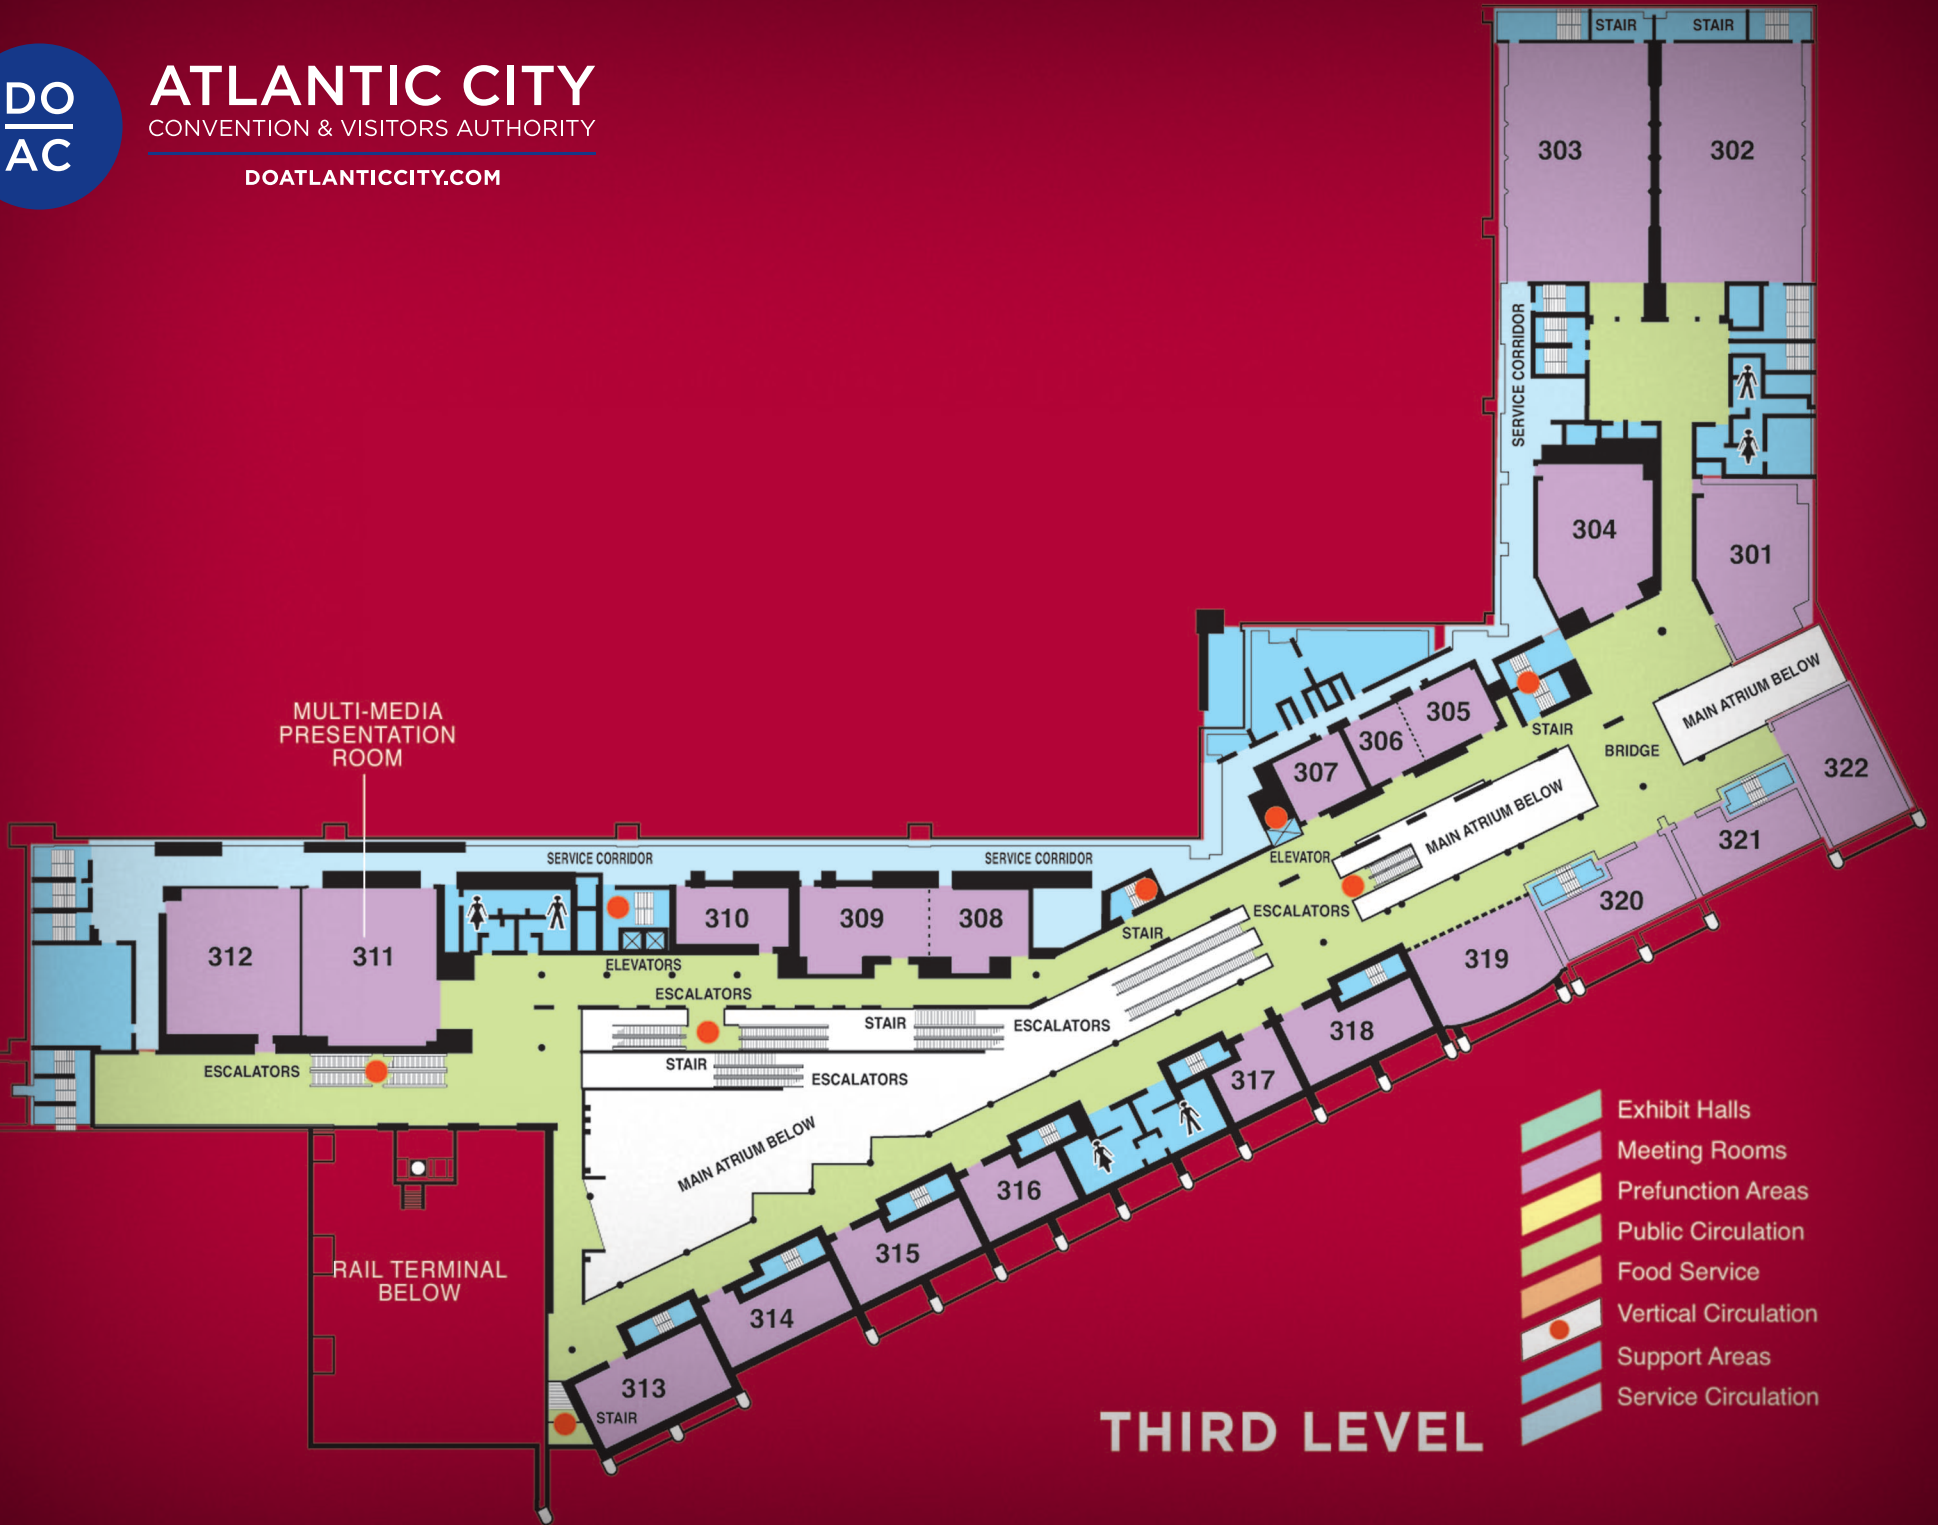 DO
AC
ATLANTIC CITY
CONVENTION & VISITORS AUTHORITY
DOATLANTICCITY.COM
STAIR
STAIR
303
302
SERVICE CORRIDOR
304
301
MAIN ATRIUM BELOW
305
306
307
STAIR
BRIDGE
322
MULTI-MEDIA
PRESENTATION
ROOM
MAIN ATRIUM BELOW
321
SERVICE CORRIDOR
SERVICE CORRIDOR
ELEVATOR
320
310
309
308
ESCALATORS
STAIR
312
311
ELEVATORS
319
ESCALATORS
STAIR
ESCALATORS
318
STAIR
ESCALATORS
ESCALATORS
317
MAIN ATRIUM BELOW
316
315
RAIL TERMINAL
BELOW
314
313
STAIR
Exhibit Halls
Meeting Rooms
Prefunction Areas
Public Circulation
Food Service
Vertical Circulation
Support Areas
Service Circulation
THIRD LEVEL